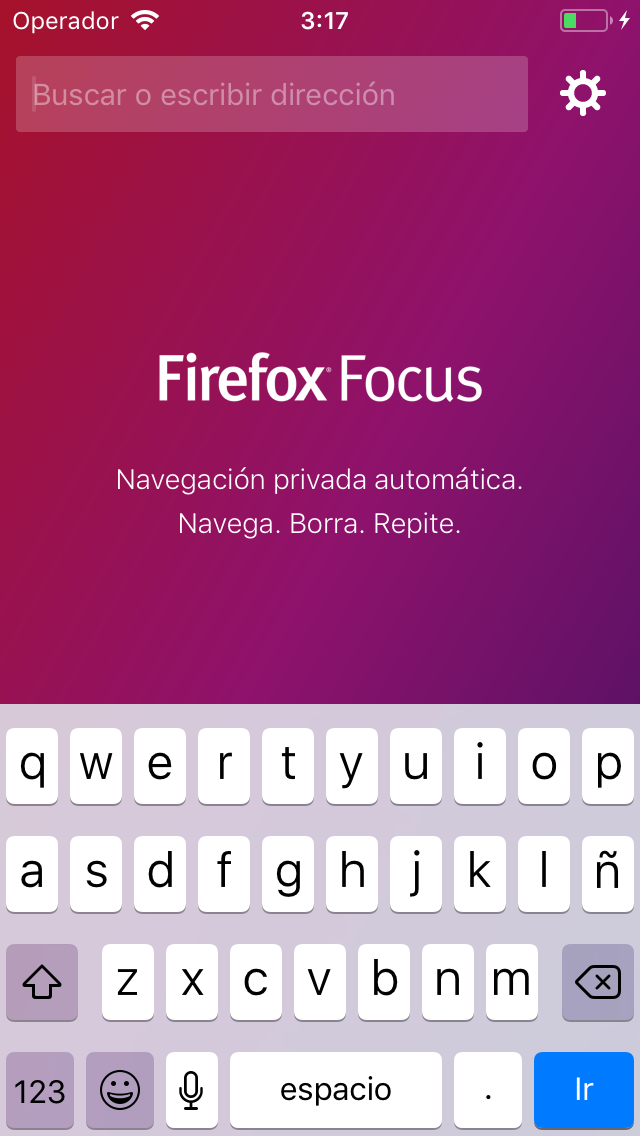 Operador 3:17
Buscar o escribir dirección
Firefox® Focus
Navegación privada automática.
Navega. Borra. Repite.
q w e r t y u i o p
a s d f g h j k l ñ
z x c v b n m
123 espacio . Ir